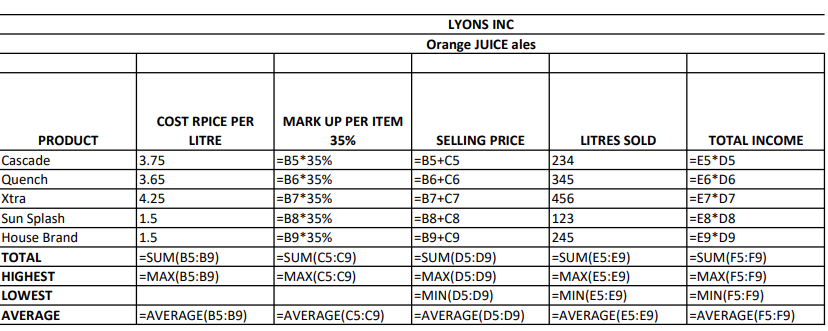 LYONS INC
Orange JUICE ales
PRODUCT COST RPICE PER LITRE MARK UP PER ITEM 35% SELLING PRICE LITRES SOLD TOTAL INCOME
Cascade 3.75 =B5*35% =B5+C5 234 =E5*D5
Quench 3.65 =B6*35% =B6+C6 345 =E6*D6
Xtra 4.25 =B7*35% =B7+C7 456 =E7*D7
Sun Splash 1.5 =B8*35% =B8+C8 123 =E8*D8
House Brand 1.5 =B9*35% =B9+C9 245 =E9*D9
TOTAL =SUM(B5:B9) =SUM(C5:C9) =SUM(D5:D9) =SUM(E5:E9) =SUM(F5:F9)
HIGHEST =MAX(B5:B9) =MAX(C5:C9) =MAX(D5:D9) =MAX(E5:E9) =MAX(F5:F9)
LOWEST =MIN(D5:D9) =MIN(E5:E9) =MIN(F5:F9)
AVERAGE =AVERAGE(B5:B9) =AVERAGE(C5:C9) =AVERAGE(D5:D9) =AVERAGE(E5:E9) =AVERAGE(F5:F9)